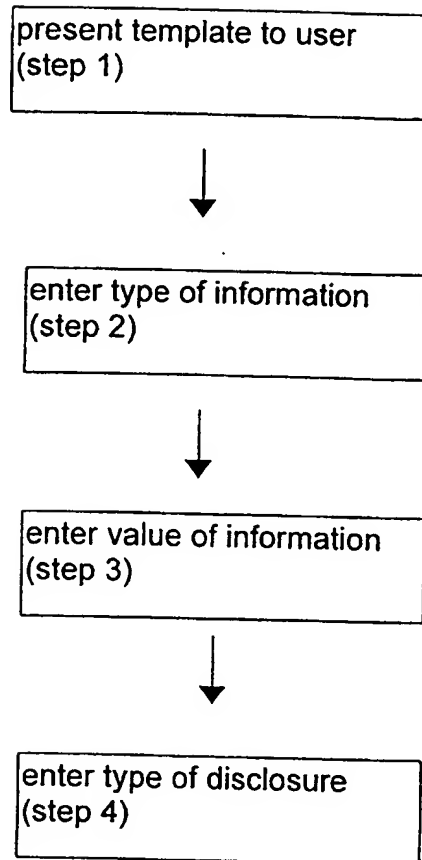 present template to user
(step 1)
enter type of information
(step 2)
enter value of information
(step 3)
enter type of disclosure
(step 4)